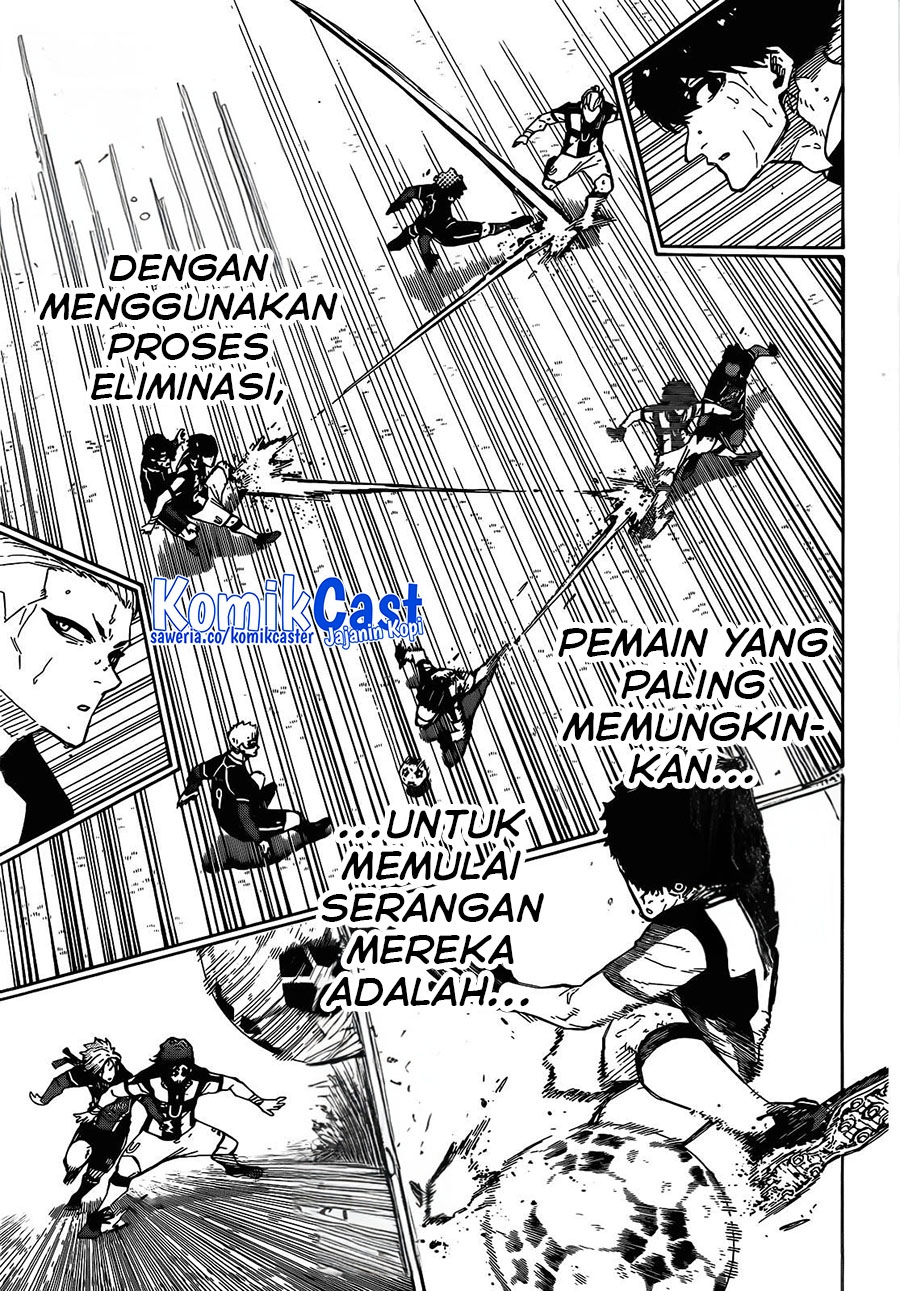 DENGAN
MENGGUNAKAN
PROSES
ELIMINASI,
KomikCast
saweria.co/komikcaster Jajanin Kopi
PEMAIN YANG
PALING
MEMUNGKIN-
KAN...
...UNTUK
MEMULAI
SERANGAN
MEREKA
ADALAH...
9